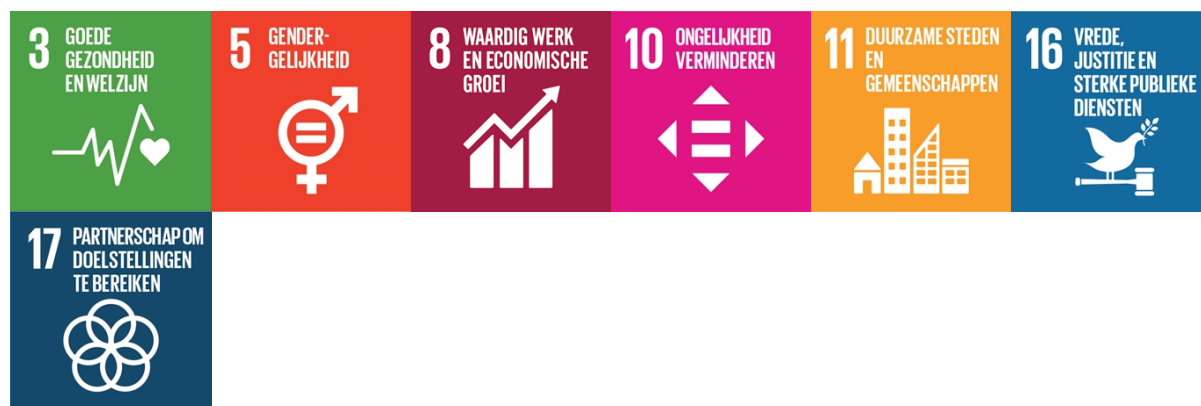 3 GOEDE
GEZONDHEID
EN WELZIJN
5 GENDER-
GELIJKHEID
8 WAARDIG WERK
EN ECONOMISCHE
GROEI
10 ONGELIJKHEID
VERMINDEREN
11 DUURZAME STEDEN
EN
GEMEENSCHAPPEN
16 VREDE,
JUSTITIE EN
STERKE PUBLIEKE
DIENSTEN
17 PARTNERSCHAP OM
DOELSTELLINGEN
TE BEREIKEN